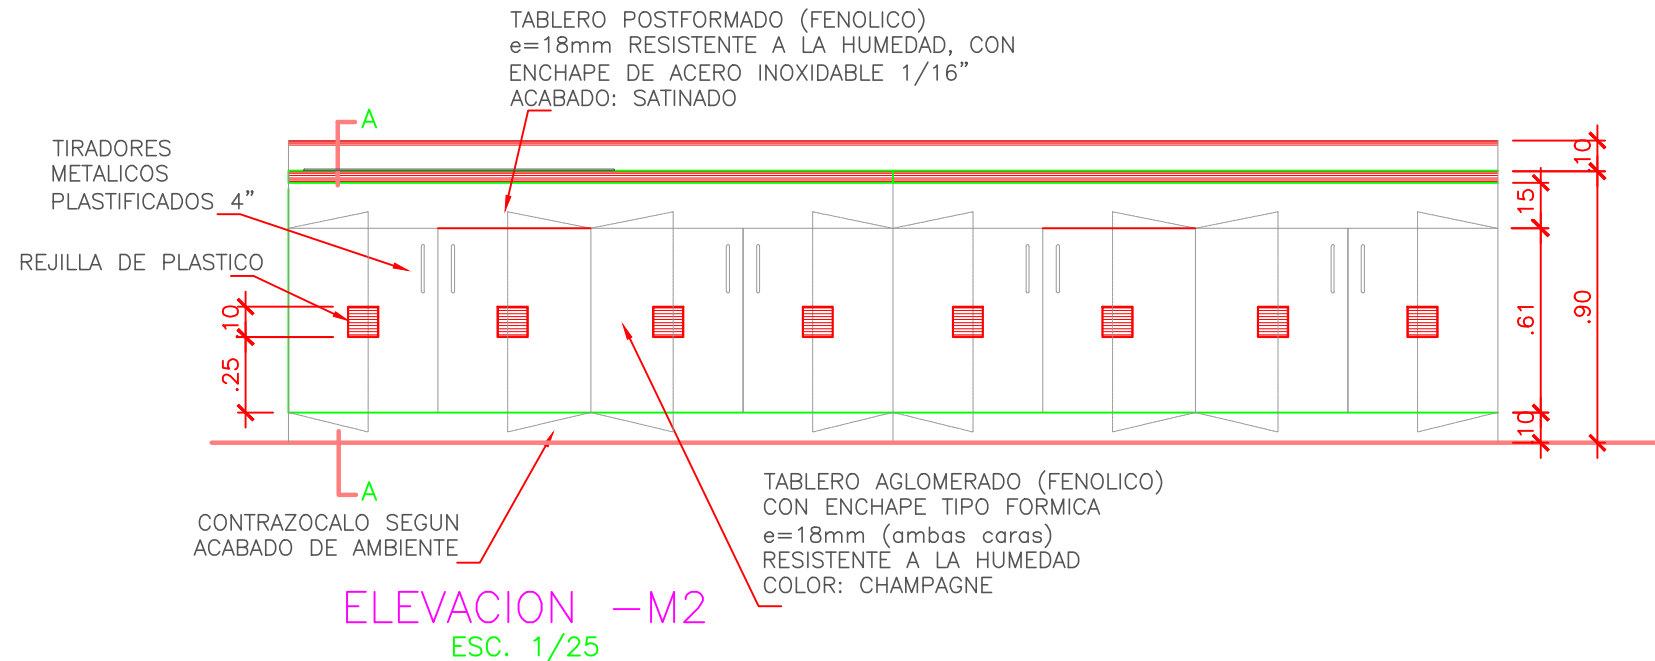 TABLERO POSTFORMADO (FENOLICO)
e=18mm RESISTENTE A LA HUMEDAD, CON
ENCHAPE DE ACERO INOXIDABLE 1/16”
ACABADO: SATINADO
A
TIRADORES
METALICOS
PLASTIFICADOS 4”
REJILLA DE PLASTICO
.10
.25
.10
.15
.61
.90
.10
A
CONTRAZOCALO SEGUN
ACABADO DE AMBIENTE
TABLERO AGLOMERADO (FENOLICO)
CON ENCHAPE TIPO FORMICA
e=18mm (ambas caras)
RESISTENTE A LA HUMEDAD
COLOR: CHAMPAGNE
ELEVACION -M2
ESC. 1/25